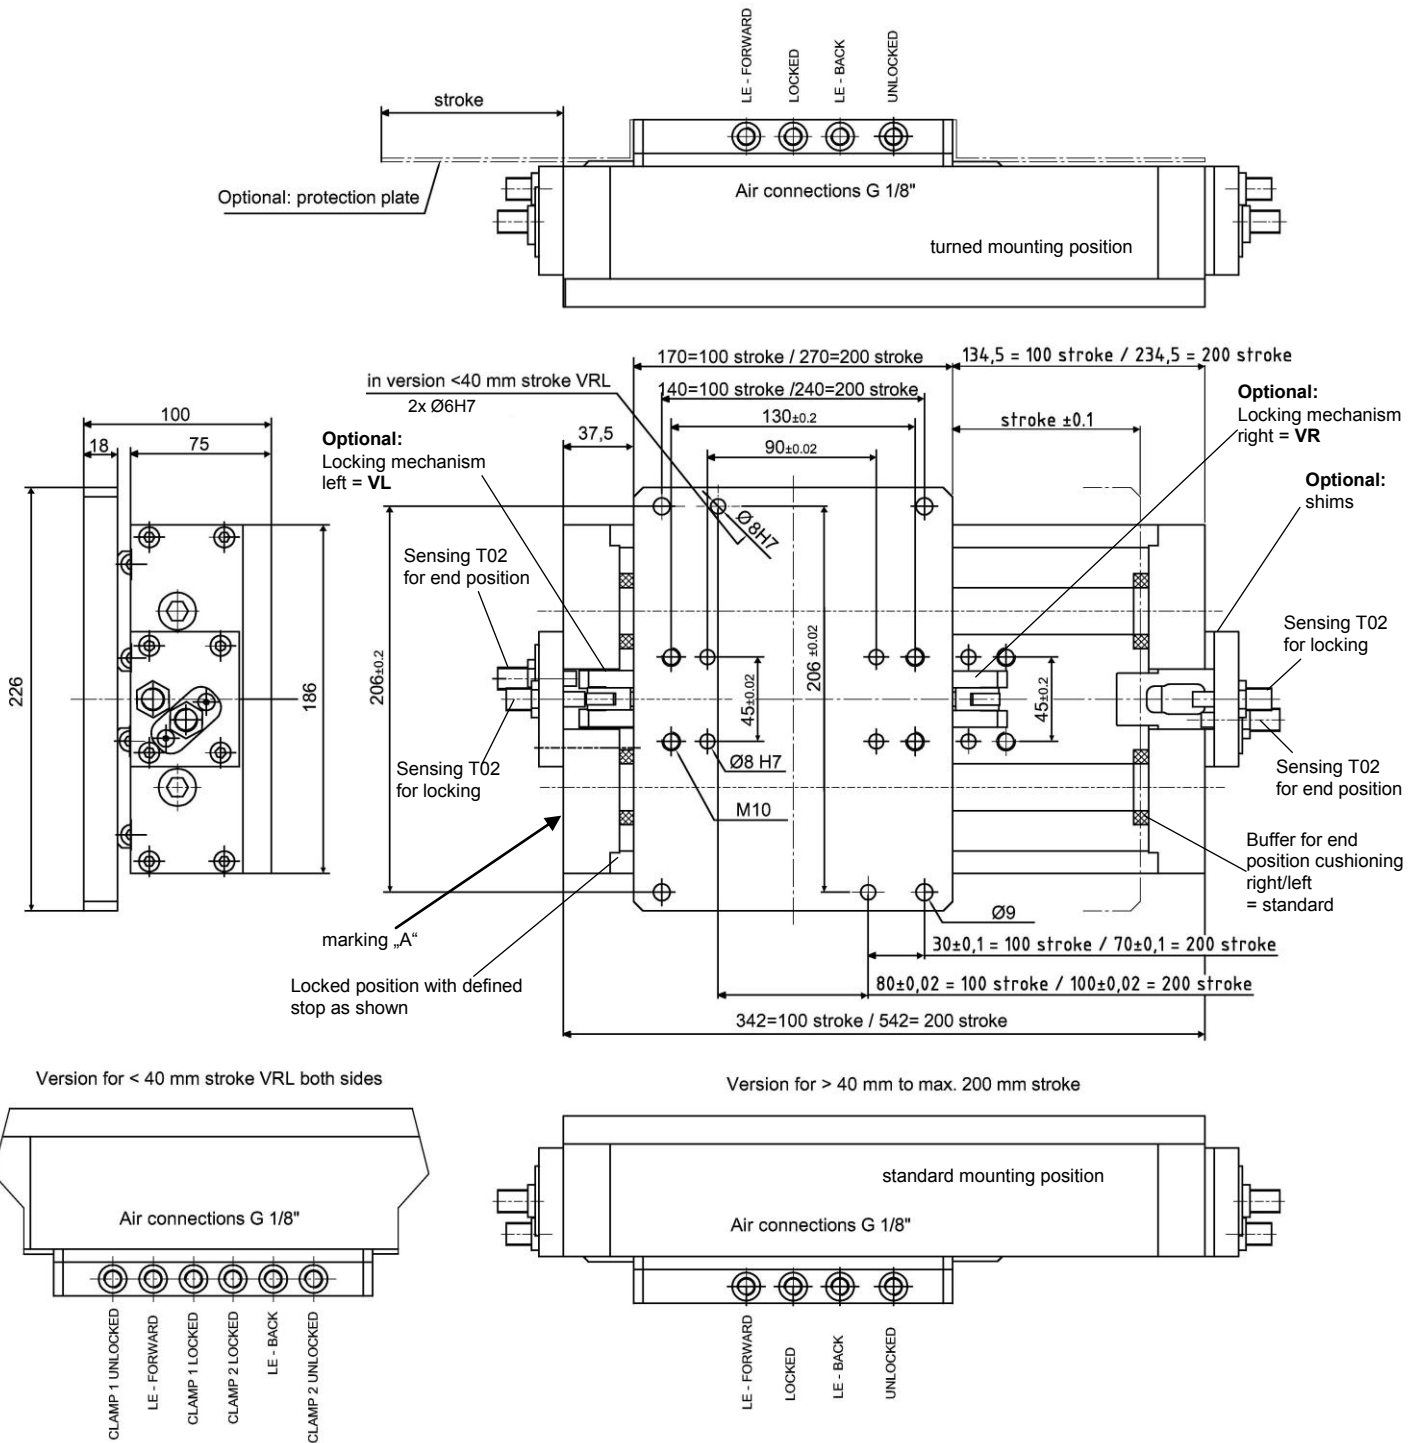 LE - FORWARD
LOCKED
LE - BACK
UNLOCKED
stroke
Optional: protection plate
Air connections G 1/8"
turned mounting position
170=100 stroke / 270=200 stroke
134,5 = 100 stroke / 234,5 = 200 stroke
in version <40 mm stroke VRL
2x Ø6H7
140=100 stroke /240=200 stroke
130±0.2
90±0.02
37,5
stroke ±0.1
Optional:
Locking mechanism
right = VR
Optional:
Locking mechanism
left = VL
Optional:
shims
100
18
75
226
186
Ø8H7
Sensing T02
for end position
206±0.2
206 ±0.02
45±0.02
45±0.2
Sensing T02
for locking
Sensing T02
for locking
Ø8 H7
M10
Sensing T02
for end position
Buffer for end
position cushioning
right/left
= standard
Ø9
marking „A“
30±0,1 = 100 stroke / 70±0,1 = 200 stroke
Locked position with defined
stop as shown
80±0,02 = 100 stroke / 100±0,02 = 200 stroke
342=100 stroke / 542= 200 stroke
Version for < 40 mm stroke VRL both sides
Version for > 40 mm to max. 200 mm stroke
Air connections G 1/8"
standard mounting position
Air connections G 1/8"
CLAMP 1 UNLOCKED
LE - FORWARD
CLAMP 1 LOCKED
CLAMP 2 LOCKED
LE - BACK
CLAMP 2 UNLOCKED
LE - FORWARD
LOCKED
LE - BACK
UNLOCKED